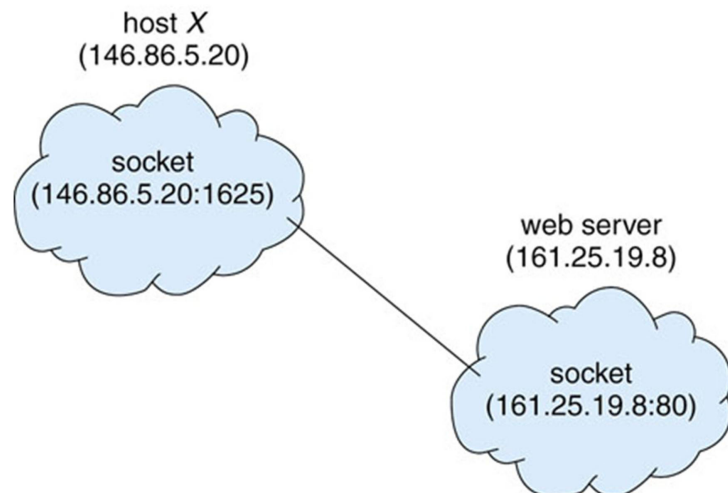 host X
(146.86.5.20)
socket
(146.86.5.20:1625)
web server
(161.25.19.8)
socket
(161.25.19.8:80)